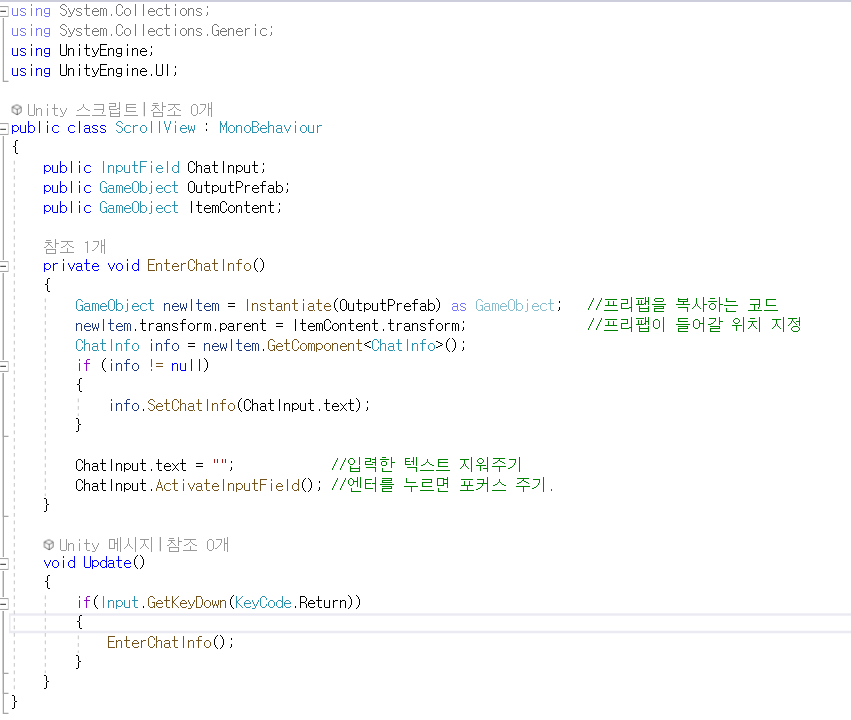 using System.Collections;
using System.Collections.Generic;
using UnityEngine;
using UnityEngine.UI;
Unity 스크립트|참조 0개
public class ScrollView : MonoBehaviour
{
public InputField ChatInput;
public GameObject OutputPrefab;
public GameObject ItemContent;
참조 1개
private void EnterChatInfo()
{
GameObject newItem = Instantiate(OutputPrefab) as GameObject; //프리팹을 복사하는 코드
newItem.transform.parent = ItemContent.transform; //프리팹이 들어갈 위치 지정
ChatInfo info = newItem.GetComponent<ChatInfo>();
if (info != null)
{
info.SetChatInfo(ChatInput.text);
}
ChatInput.text = ""; //입력한 텍스트 지워주기
ChatInput.ActivateInputField(); //엔터를 누르면 포커스 주기.
}
Unity 메시지|참조 0개
void Update()
{
if(Input.GetKeyDown(KeyCode.Return))
{
EnterChatInfo();
}
}
}